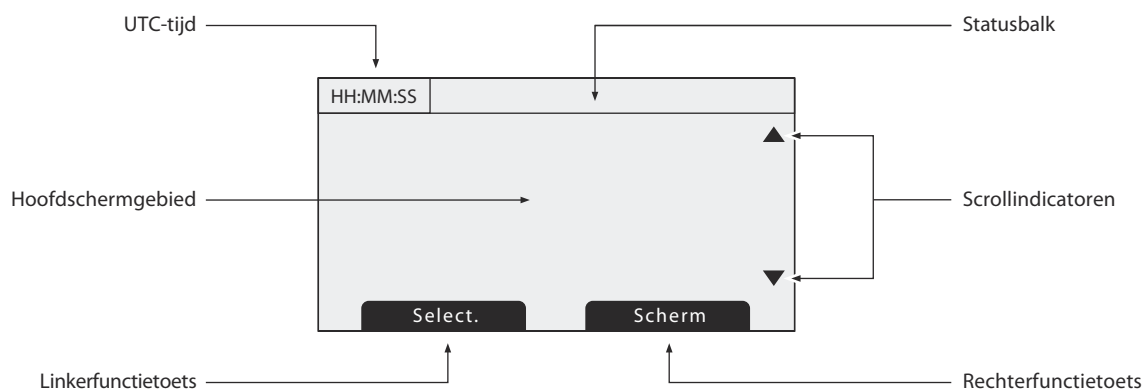 UTC-tijd
Statusbalk
HH:MM:SS
Hoofdschermgebied
Scrollindicatoren
Select.
Scherm
Linkerfunctietoets
Rechterfunctietoets